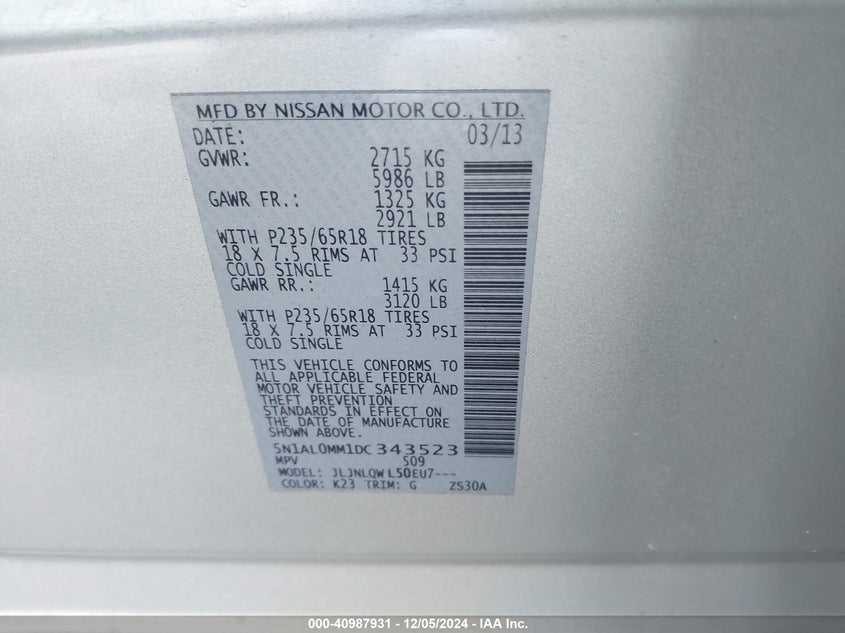 MFD BY NISSAN MOTOR CO., LTD.
DATE: 03/13
GVWR: 2715 KG
5986 LB
GAWR FR.: 1325 KG
2921 LB
WITH P235/65R18 TIRES
18 X 7.5 RIMS AT 33 PSI
COLD SINGLE
GAWR RR.: 1415 KG
3120 LB
WITH P235/65R18 TIRES
18 X 7.5 RIMS AT 33 PSI
COLD SINGLE
THIS VEHICLE CONFORMS TO
ALL APPLICABLE FEDERAL
MOTOR VEHICLE SAFETY AND
THEFT PREVENTION
STANDARDS IN EFFECT ON
THE DATE OF MANUFACTURE
SHOWN ABOVE.
5N1AL0MM1DC343523
MPV 509
MODEL: JLJNLQWL50EU7---
COLOR: K23 TRIM: G ZS30A
000-40987931 - 12/05/2024 - IAA Inc.